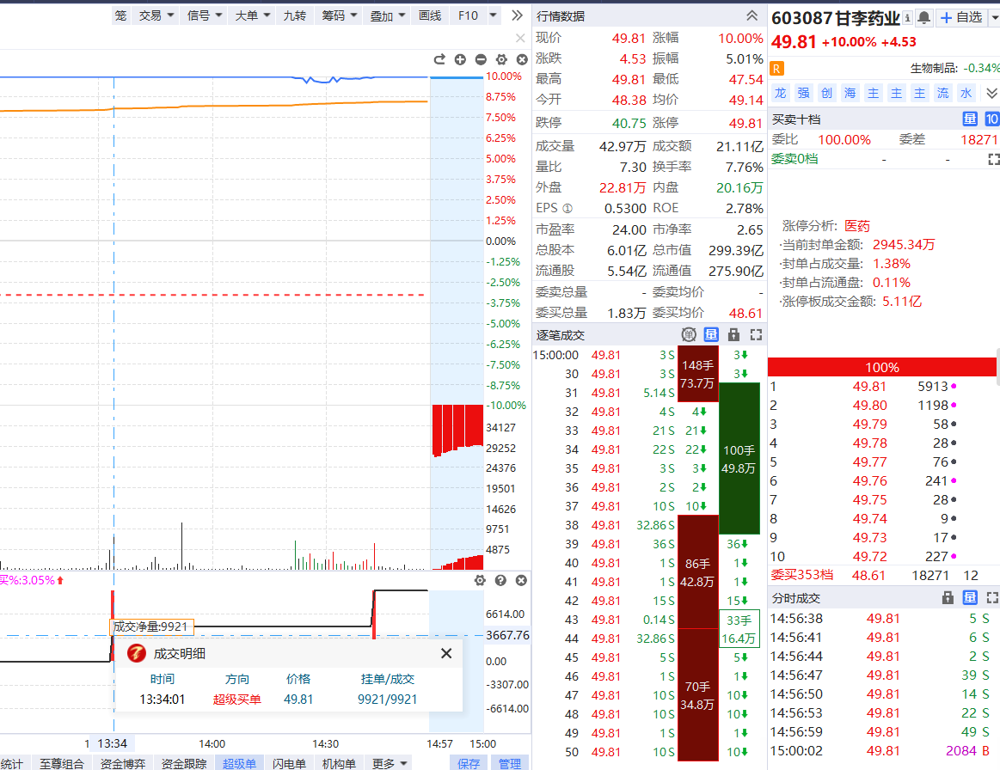 笼 交易 信号 大单 九转 筹码 叠加 画线 F10
10.00%
8.75%
7.50%
6.25%
5.00%
3.75%
2.50%
1.25%
0.00%
-1.25%
-2.50%
-3.75%
-5.00%
-6.25%
-7.50%
-8.75%
-10.00%
34127
29252
24376
19501
14626
9751
4875
买%:3.05%
6614.00
3667.76
0.00
-3307.00
-6614.00
成交净量:9921
成交明细
时间 方向 价格 挂单/成交
13:34:01 超级买单 49.81 9921/9921
1 13:34 14:00 14:30 14:57 15:00
统计 至尊组合 资金博弈 资金跟踪 超级单 闪电单 机构单 更多 保存 管理
行情数据
现价 49.81 涨幅 10.00%
涨跌 4.53 振幅 5.01%
最高 49.81 最低 47.54
今开 48.38 均价 49.14
跌停 40.75 涨停 49.81
成交量 42.97万 成交额 21.11亿
量比 7.30 换手率 7.76%
外盘 22.81万 内盘 20.16万
EPS ① 0.5300 ROE 2.78%
市盈率 24.00 市净率 2.65
总股本 6.01亿 总市值 299.39亿
流通股 5.54亿 流通值 275.90亿
委卖总量 - 委卖均价 -
委买总量 1.83万 委买均价 48.61
逐笔成交 单 量
15:00:00 49.81 3 S 3
30 49.81 3 S 3
31 49.81 5.14 S
32 49.81 4 S 4
33 49.81 21 S 21
34 49.81 22 S 22
35 49.81 3 S 3
36 49.81 2 S 2
37 49.81 10 S 10
38 49.81 32.86 S
39 49.81 36 S 36
40 49.81 1 S 1
41 49.81 1 S 1
42 49.81 15 S 15
43 49.81 0.14 S
44 49.81 32.86 S
45 49.81 5 S 5
46 49.81 1 S 1
47 49.81 10 S 10
48 49.81 10 S 10
49 49.81 1 S 1
50 49.81 10 S 10
148手
73.7万
100手
49.8万
86手
42.8万
33手
16.4万
70手
34.8万
603087 甘李药业 自选
49.81 +10.00% +4.53
R 生物制品: -0.34%
龙 强 创 海 主 主 主 流 水
买卖十档 量 10
委比 100.00% 委差 18271
委卖0档 - -
涨停分析: 医药
·当前封单金额: 2945.34万
·封单占成交量: 1.38%
·封单占流通盘: 0.11%
·涨停板成交金额: 5.11亿
100%
1 49.81 5913
2 49.80 1198
3 49.79 58
4 49.78 28
5 49.77 76
6 49.76 241
7 49.75 28
8 49.74 9
9 49.73 17
10 49.72 227
委买353档 48.61 18271 12
分时成交 量
14:56:38 49.81 5 S
14:56:41 49.81 6 S
14:56:44 49.81 2 S
14:56:47 49.81 39 S
14:56:50 49.81 14 S
14:56:53 49.81 22 S
14:56:59 49.81 49 S
15:00:02 49.81 2084 B